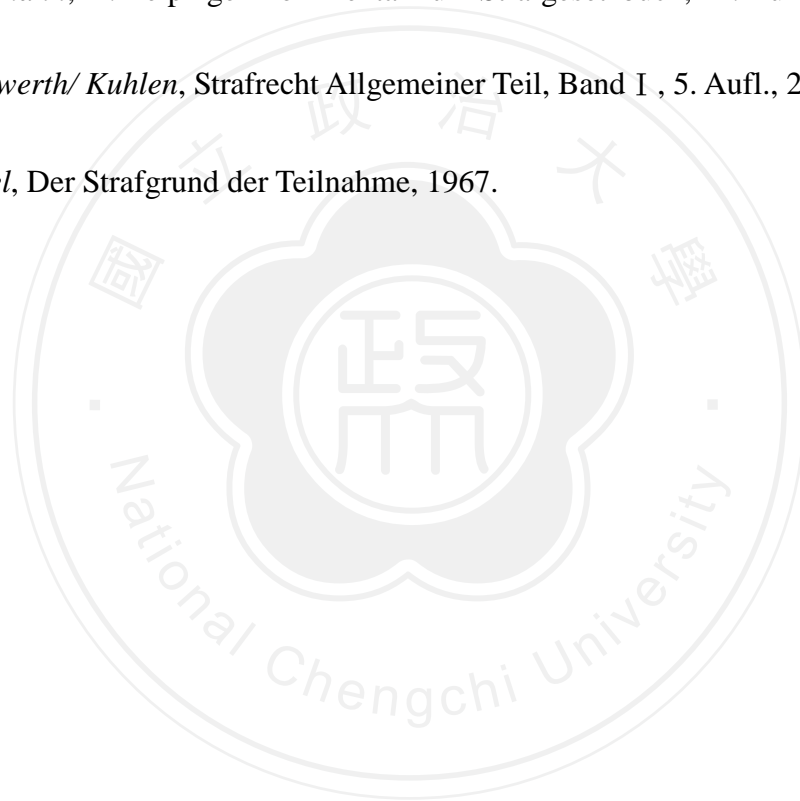 werth/ Kuhlen, Strafrecht Allgemeiner Teil, Band Ⅰ , 5. Aufl., 2
l, Der Strafgrund der Teilnahme, 1967.
國立政治大學
政
National Chengchi University